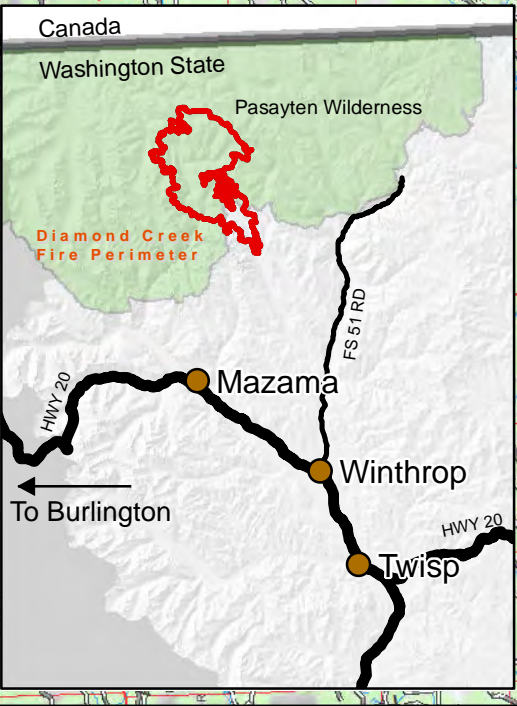 Canada
Washington State
Pasayten Wilderness
Diamond Creek
Fire Perimeter
FS 51 RD
HWY 20
Mazama
Winthrop
To Burlington
HWY 20
Twisp